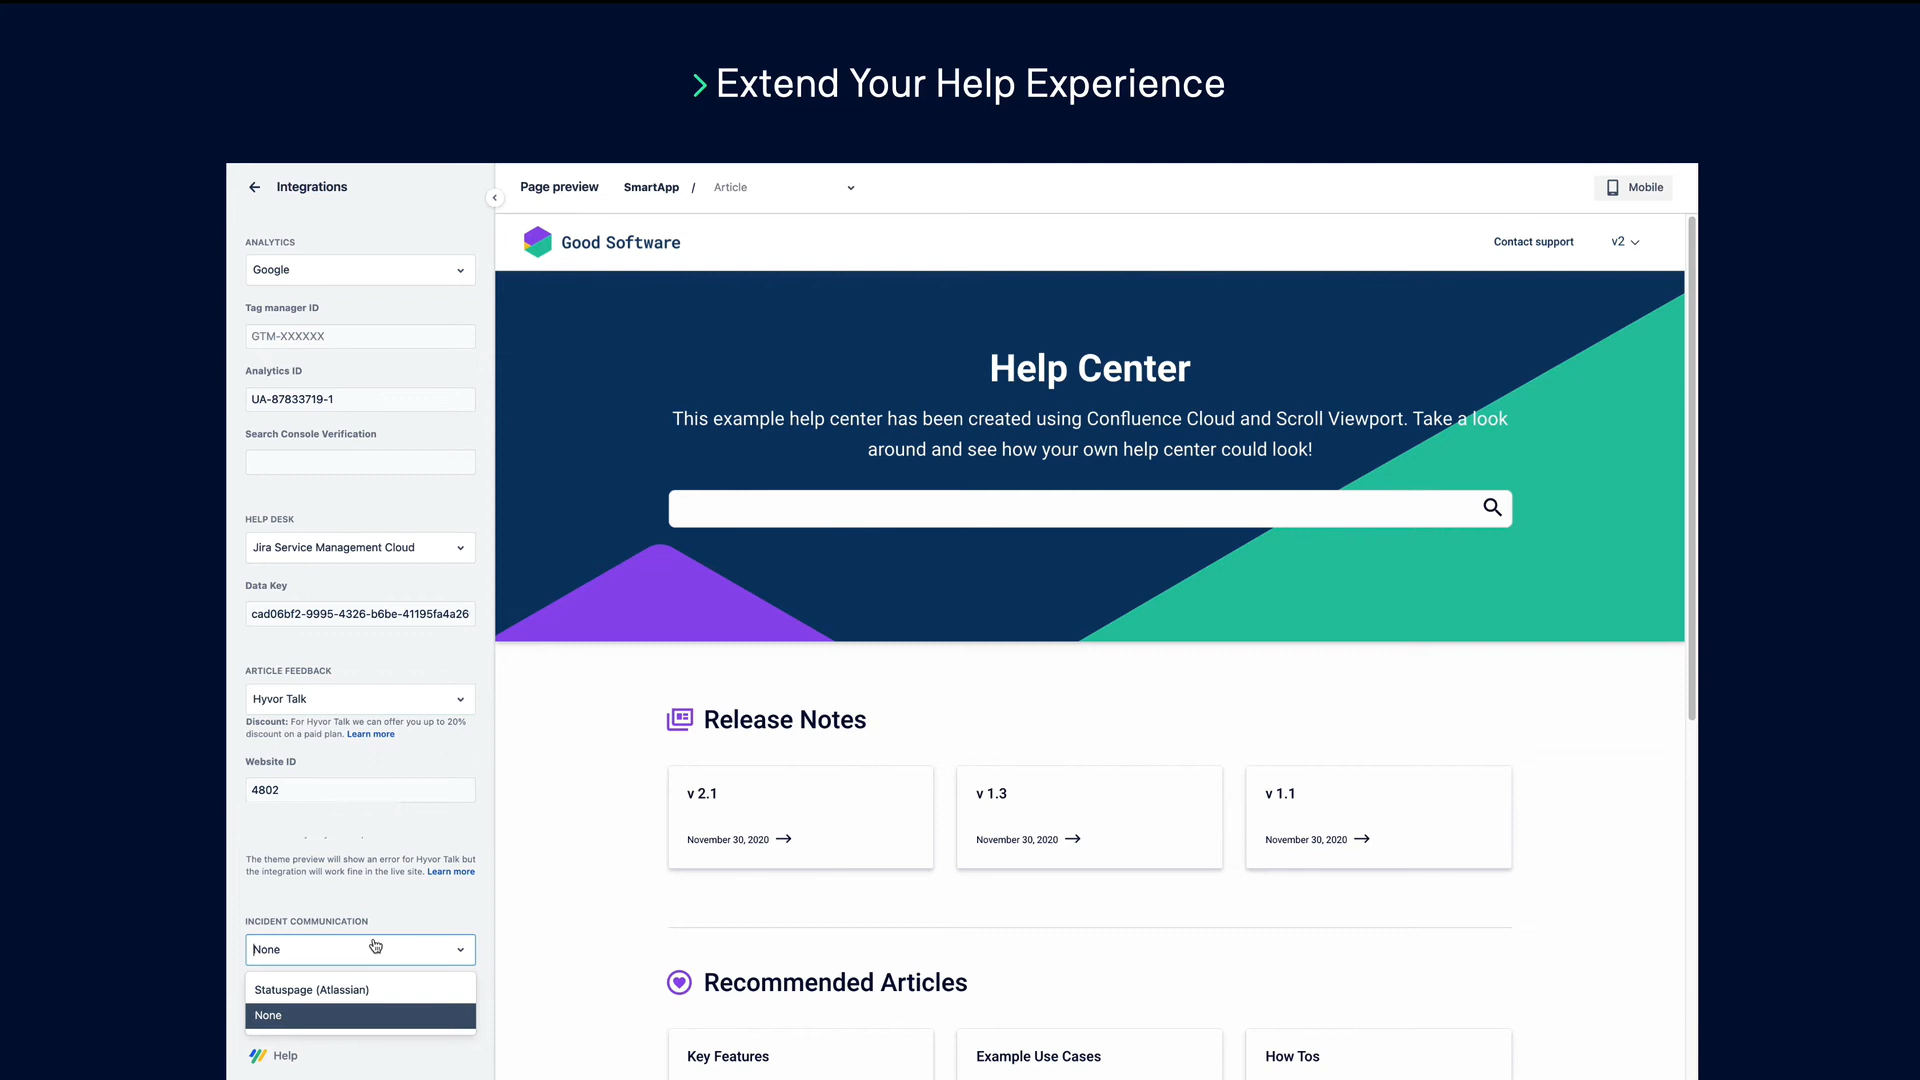 Extend Your Help Experience
Integrations
Page preview
SmartApp / Article
Mobile
Good Software
Contact support
v2
ANALYTICS
Google
Tag manager ID
GTM-XXXXXX
Analytics ID
UA-87833719-1
Search Console Verification
HELP DESK
Jira Service Management Cloud
Data Key
cad06bf2-9995-4326-b6be-41195fa4a26
ARTICLE FEEDBACK
Hyvor Talk
Discount: For Hyvor Talk we can offer you up to 20%
discount on a paid plan. Learn more
Website ID
4802
The theme preview will show an error for Hyvor Talk but
the integration will work fine in the live site. Learn more
INCIDENT COMMUNICATION
None
Statuspage (Atlassian)
None
Help
Help Center
This example help center has been created using Confluence Cloud and Scroll Viewport. Take a look
around and see how your own help center could look!
Release Notes
v 2.1
November 30, 2020
v 1.3
November 30, 2020
v 1.1
November 30, 2020
Recommended Articles
Key Features
Example Use Cases
How Tos